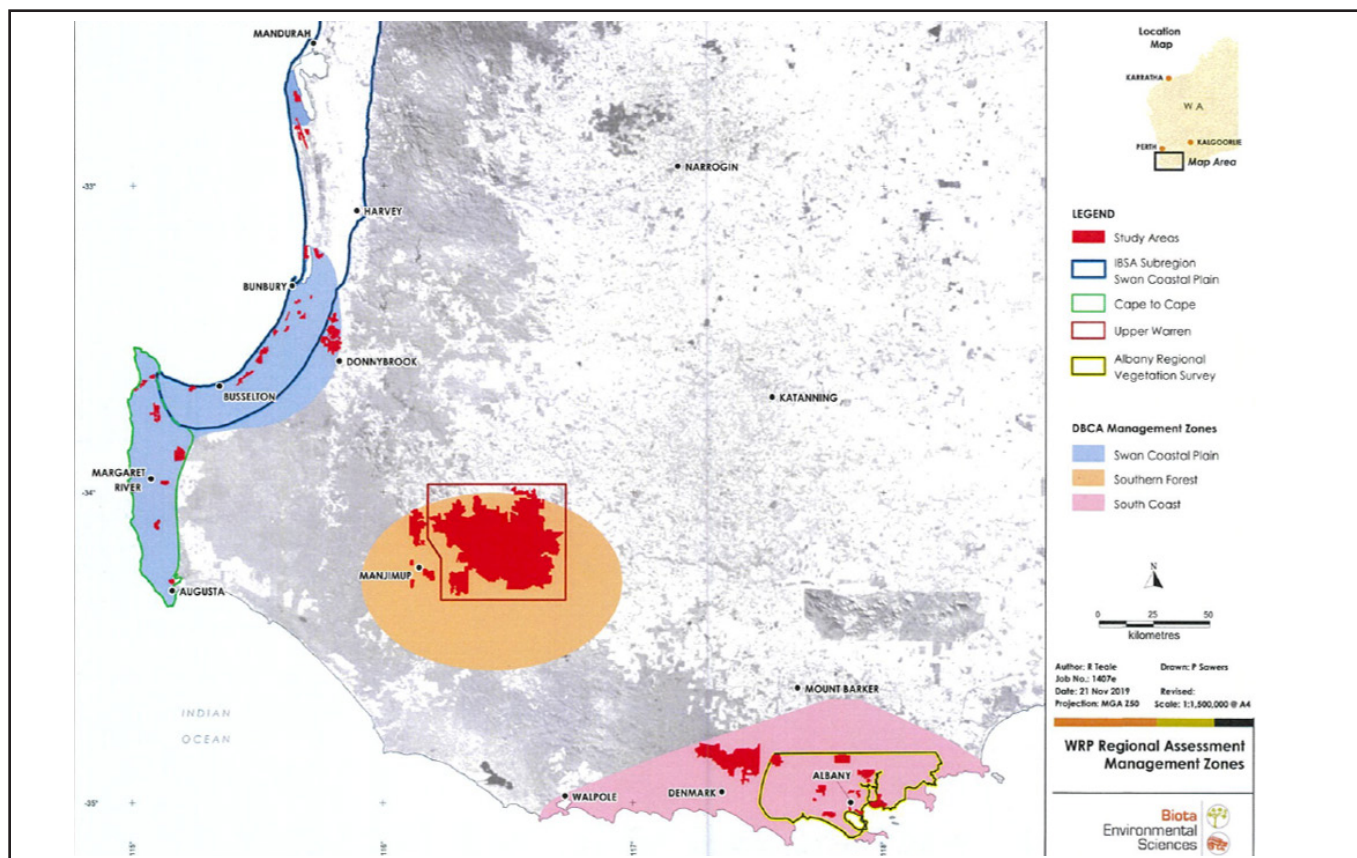 MANDURAH
NARROGIN
HARVEY
BUNBURY
DONNYBROOK
BUSSELTON
KATANNING
MARGARET
RIVER
MANJIMUP
AUGUSTA
MOUNT BARKER
INDIAN
OCEAN
ALBANY
DENMARK
WALPOLE
-33°
-34°
-35°
115°
116°
117°
118°
Location
Map
KARRATHA
W A
KALGOORLIE
PERTH
Map Area
LEGEND
Study Areas
IBSA Subregion
Swan Coastal Plain
Cape to Cape
Upper Warren
Albany Regional
Vegetation Survey
DBCA Management Zones
Swan Coastal Plain
Southern Forest
South Coast
N
0 25 50
kilometres
Author: R Teale Drawn: P Sawers
Job No.: 1407e
Date: 21 Nov 2019 Revised:
Projection: MGA Z50 Scale: 1:1,500,000 @ A4
WRP Regional Assessment
Management Zones
Biota
Environmental
Sciences